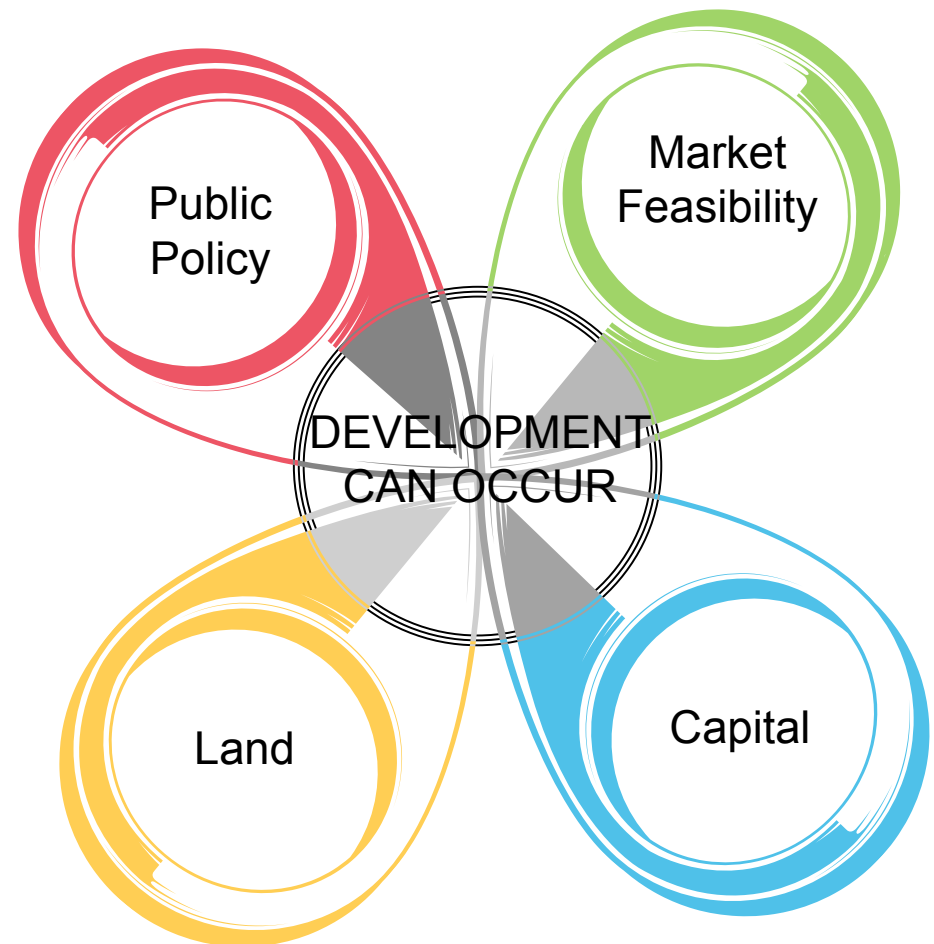 Public
Policy
Market
Feasibility
DEVELOPMENT
CAN OCCUR
Land
Capital